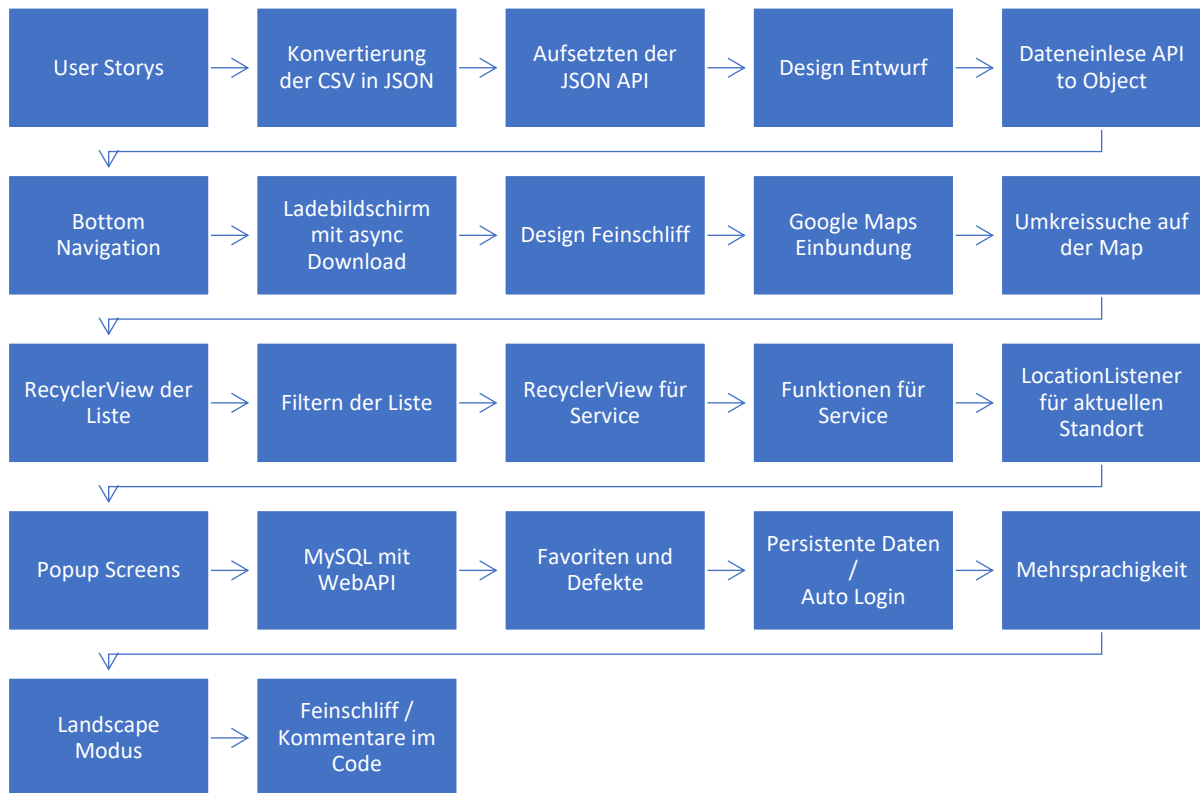 User Storys
Konvertierung
der CSV in JSON
Aufsetzten der
JSON API
Design Entwurf
Dateneinlese API
to Object
Bottom
Navigation
Ladebildschirm
mit async
Download
Design Feinschliff
Google Maps
Einbundung
Umkreissuche auf
der Map
RecyclerView der
Liste
Filtern der Liste
RecyclerView für
Service
Funktionen für
Service
LocationListener
für aktuellen
Standort
Popup Screens
MySQL mit
WebAPI
Favoriten und
Defekte
Persistente Daten
/
Auto Login
Mehrsprachigkeit
Landscape
Modus
Feinschliff /
Kommentare im
Code